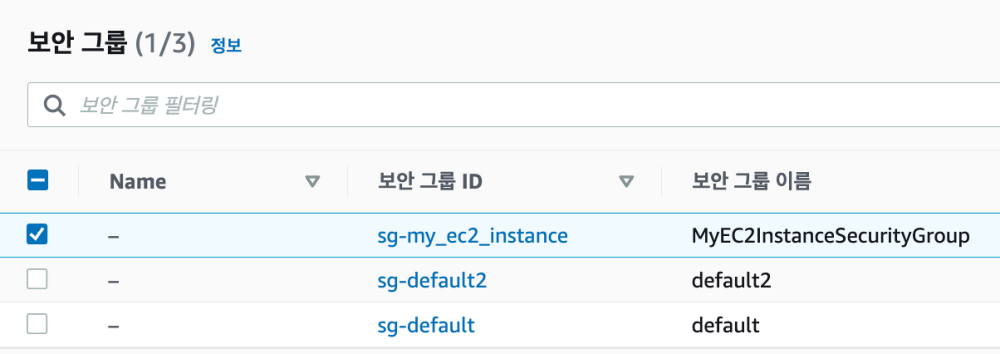 보안 그룹 (1/3) 정보
보안 그룹 필터링
Name 보안 그룹 ID 보안 그룹 이름
– sg-my_ec2_instance MyEC2InstanceSecurityGroup
– sg-default2 default2
– sg-default default